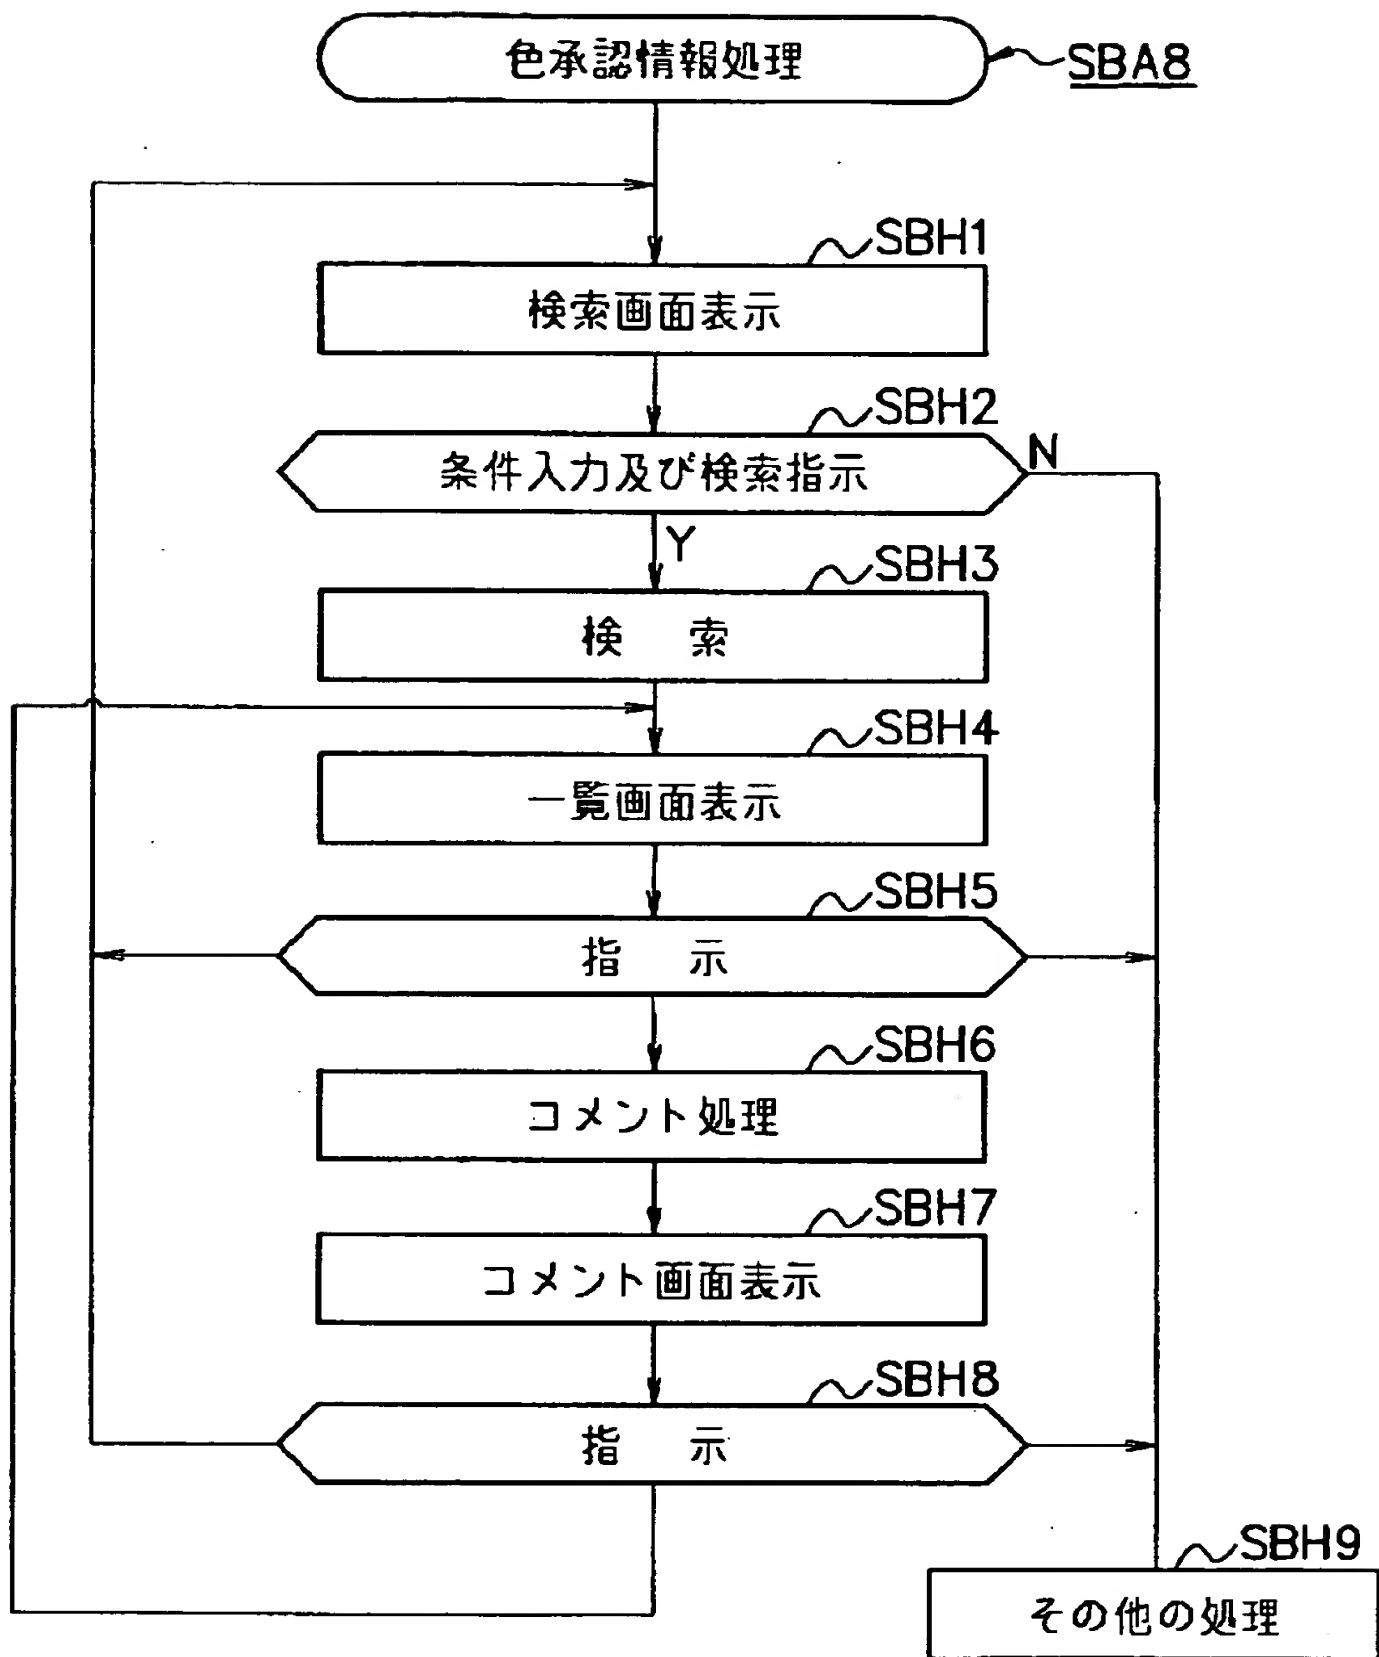 色承認情報処理
SBA8
SBH1
検索画面表示
SBH2
条件入力及び検索指示
N
Y
SBH3
検 索
SBH4
一覧画面表示
SBH5
指 示
SBH6
コメント処理
SBH7
コメント画面表示
SBH8
指 示
SBH9
その他の処理